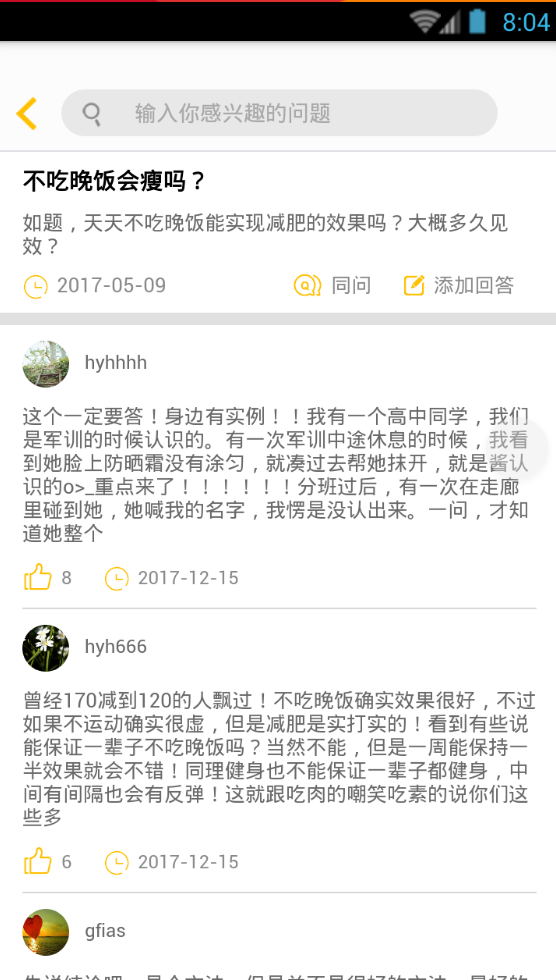 8:04
输入你感兴趣的问题
不吃晚饭会瘦吗？
如题，天天不吃晚饭能实现减肥的效果吗？大概多久见
效？
2017-05-09 同问 添加回答
hyhhhh
这个一定要答！身边有实例！！我有一个高中同学，我们
是军训的时候认识的。有一次军训中途休息的时候，我看
到她脸上防晒霜没有涂匀，就凑过去帮她抹开，就是酱认
识的o>_重点来了！！！！！！分班过后，有一次在走廊
里碰到她，她喊我的名字，我愣是没认出来。一问，才知
道她整个
8 2017-12-15
hyh666
曾经170减到120的人飘过！不吃晚饭确实效果很好，不过
如果不运动确实很虚，但是减肥是实打实的！看到有些说
能保证一辈子不吃晚饭吗？当然不能，但是一周能保持一
半效果就会不错！同理健身也不能保证一辈子都健身，中
间有间隔也会有反弹！这就跟吃肉的嘲笑吃素的说你们这
些多
6 2017-12-15
gfias